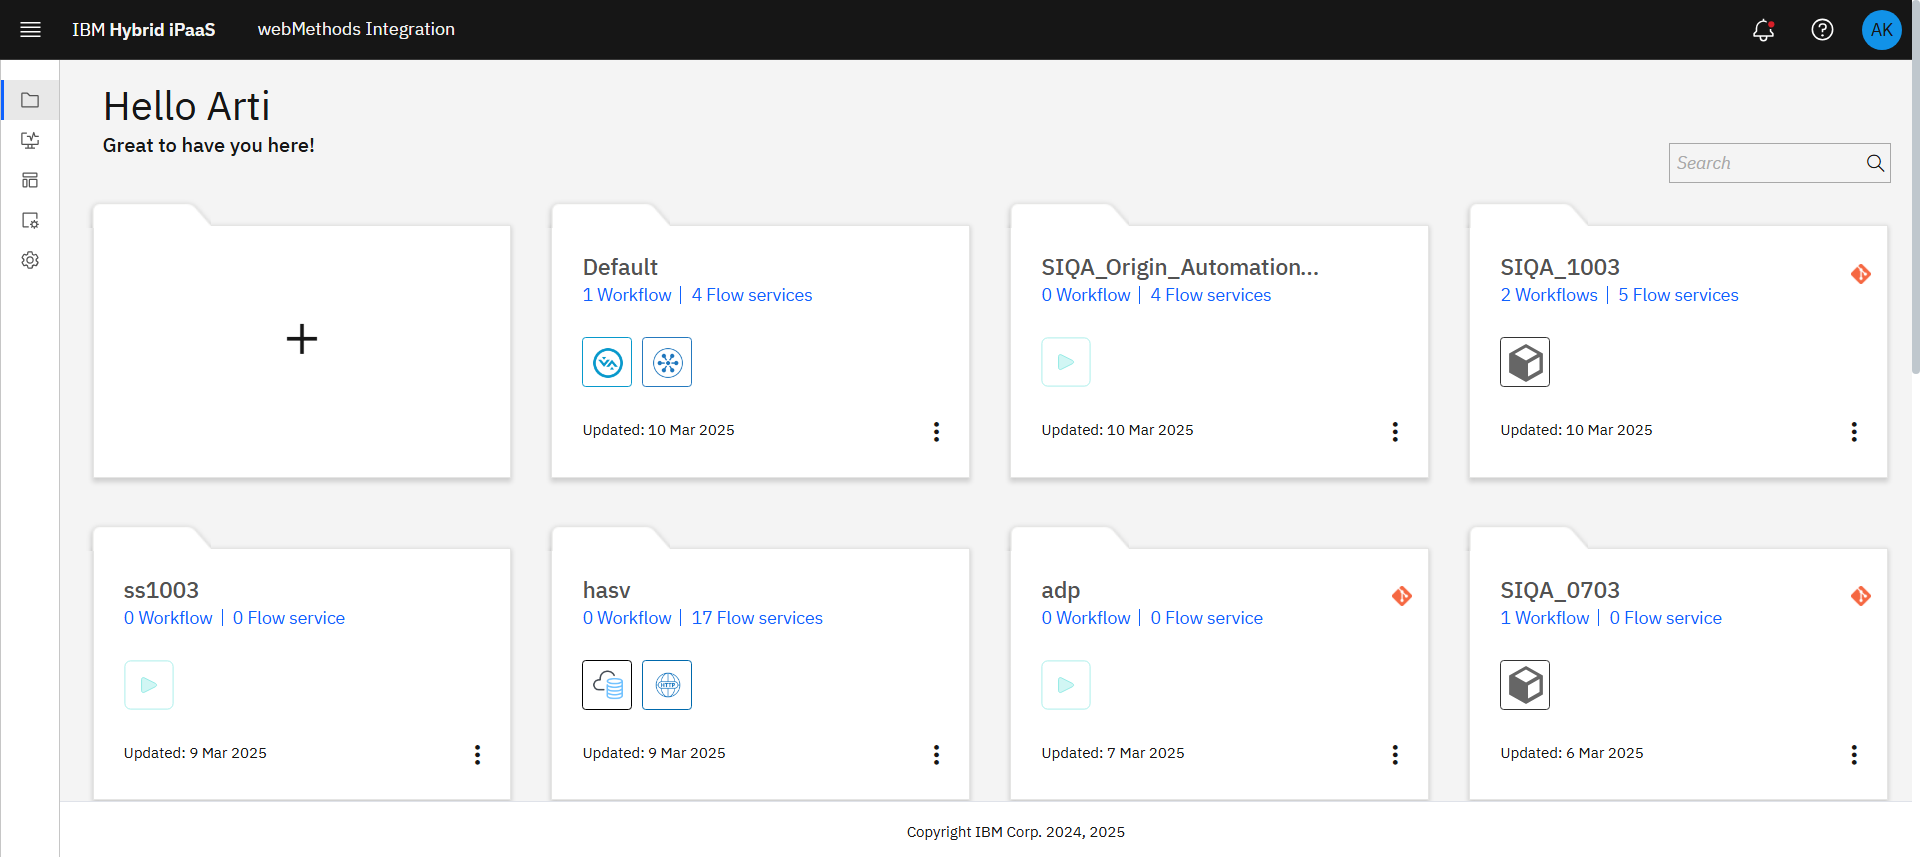 IBM Hybrid iPaaS webMethods Integration AK
Hello Arti
Great to have you here!
Search
Default
1 Workflow | 4 Flow services
Updated: 10 Mar 2025
SIQA_Origin_Automation...
0 Workflow | 4 Flow services
Updated: 10 Mar 2025
SIQA_1003
2 Workflows | 5 Flow services
Updated: 10 Mar 2025
ss1003
0 Workflow | 0 Flow service
Updated: 9 Mar 2025
hasv
0 Workflow | 17 Flow services
HTTP
Updated: 9 Mar 2025
adp
0 Workflow | 0 Flow service
Updated: 7 Mar 2025
SIQA_0703
1 Workflow | 0 Flow service
Updated: 6 Mar 2025
Copyright IBM Corp. 2024, 2025